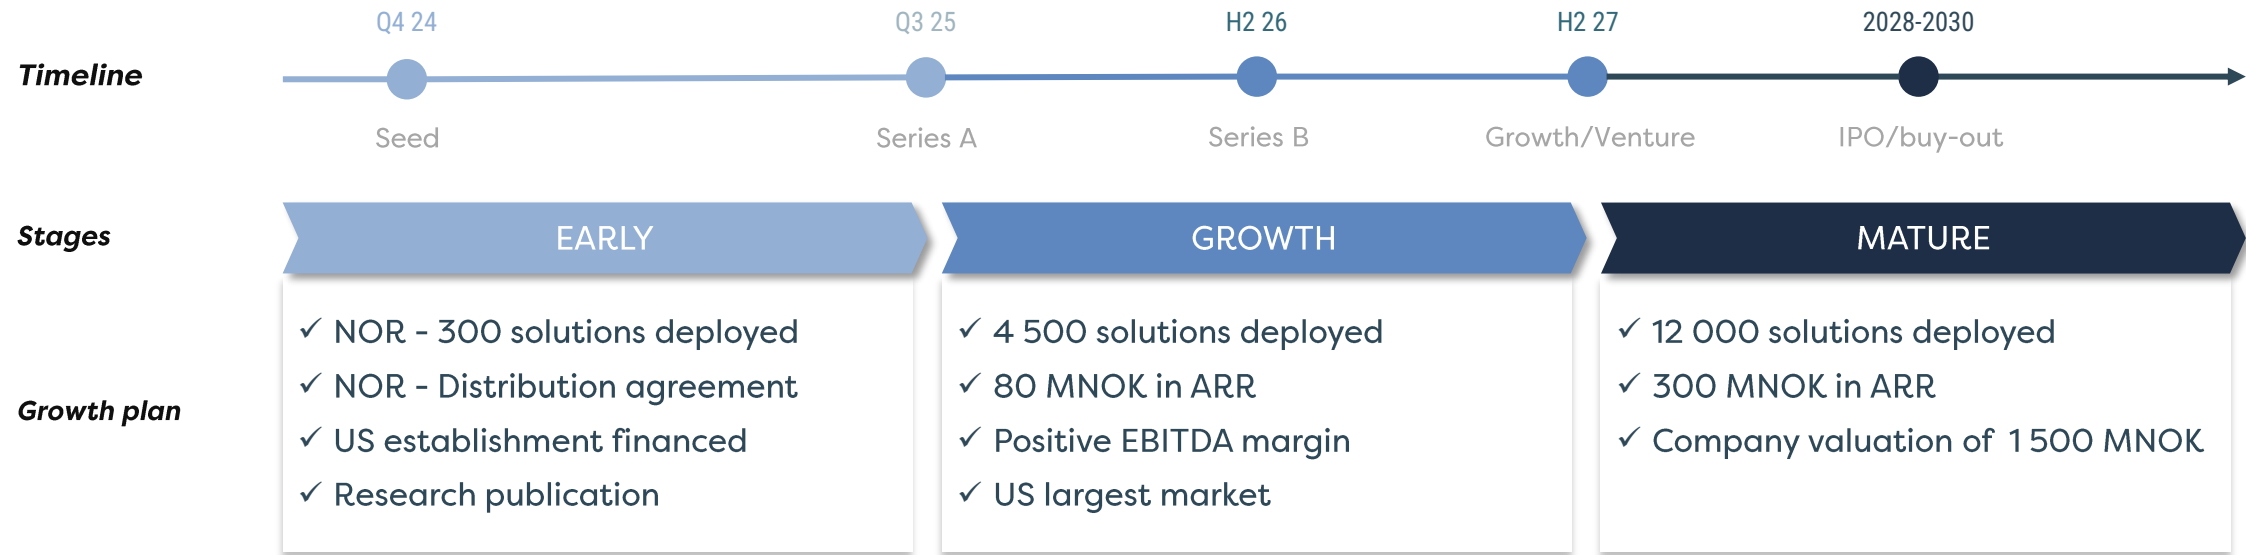 Q4 24
Q3 25
H2 26
H2 27
2028-2030
Timeline
Seed
Series A
Series B
Growth/Venture
IPO/buy-out
Stages
EARLY
GROWTH
MATURE
Growth plan
✓ NOR - 300 solutions deployed
✓ NOR - Distribution agreement
✓ US establishment financed
✓ Research publication
✓ 4 500 solutions deployed
✓ 80 MNOK in ARR
✓ Positive EBITDA margin
✓ US largest market
✓ 12 000 solutions deployed
✓ 300 MNOK in ARR
✓ Company valuation of 1 500 MNOK